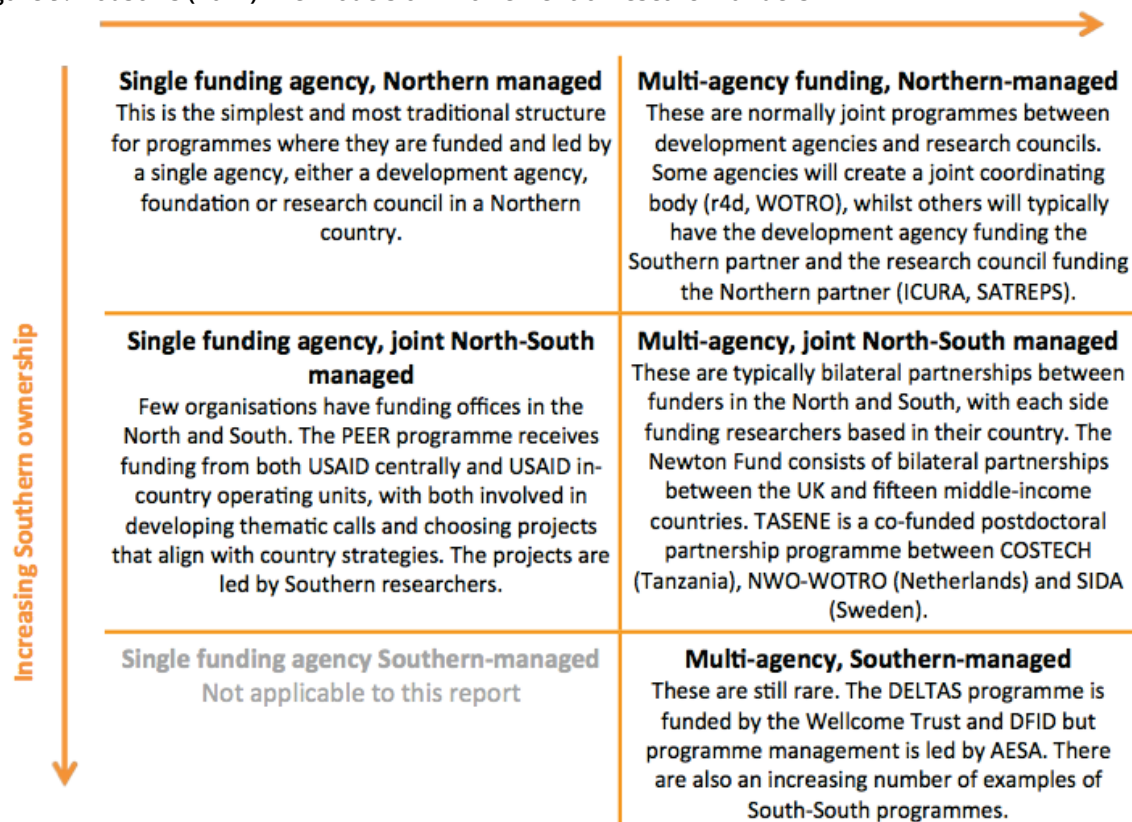 Increasing Southern ownership
Single funding agency, Northern managed
This is the simplest and most traditional structure
for programmes where they are funded and led by
a single agency, either a development agency,
foundation or research council in a Northern
country.
Multi-agency funding, Northern-managed
These are normally joint programmes between
development agencies and research councils.
Some agencies will create a joint coordinating
body (r4d, WOTRO), whilst others will typically
have the development agency funding the
Southern partner and the research council funding
the Northern partner (ICURA, SATREPS).
Single funding agency, joint North-South
managed
Few organisations have funding offices in the
North and South. The PEER programme receives
funding from both USAID centrally and USAID in-
country operating units, with both involved in
developing thematic calls and choosing projects
that align with country strategies. The projects are
led by Southern researchers.
Multi-agency, joint North-South managed
These are typically bilateral partnerships between
funders in the North and South, with each side
funding researchers based in their country. The
Newton Fund consists of bilateral partnerships
between the UK and fifteen middle-income
countries. TASENE is a co-funded postdoctoral
partnership programme between COSTECH
(Tanzania), NWO-WOTRO (Netherlands) and SIDA
(Sweden).
Single funding agency Southern-managed
Not applicable to this report
Multi-agency, Southern-managed
These are still rare. The DELTAS programme is
funded by the Wellcome Trust and DFID but
programme management is led by AESA. There
are also an increasing number of examples of
South-South programmes.